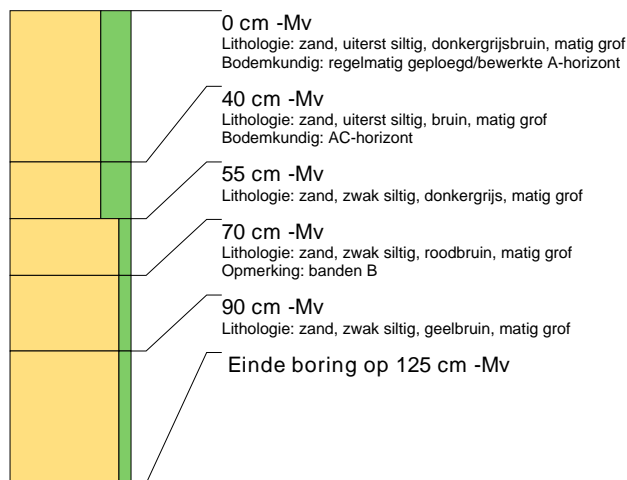 0 cm -Mv
Lithologie: zand, uiterst siltig, donkergrijsbruin, matig grof
Bodemkundig: regelmatig geploegd/bewerkte A-horizont
40 cm -Mv
Lithologie: zand, uiterst siltig, bruin, matig grof
Bodemkundig: AC-horizont
55 cm -Mv
Lithologie: zand, zwak siltig, donkergrijs, matig grof
70 cm -Mv
Lithologie: zand, zwak siltig, roodbruin, matig grof
Opmerking: banden B
90 cm -Mv
Lithologie: zand, zwak siltig, geelbruin, matig grof
Einde boring op 125 cm -Mv